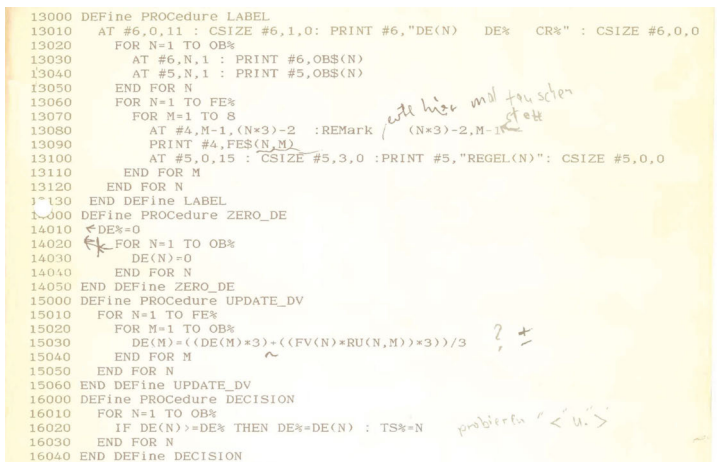 13000 DEFine PROCedure LABEL
13010 AT #6,0,11 : CSIZE #6,1,0: PRINT #6,"DE(N) DE% CR%" : CSIZE #6,0,0
13020 FOR N=1 TO OB%
13030 AT #6,N,1 : PRINT #6,OB$(N)
13040 AT #5,N,1 : PRINT #5,OB$(N)
13050 END FOR N
13060 FOR N=1 TO FE%
hier mal tauschen
13070 FOR M=1 TO 8
statt
13080 AT #4,M-1,(N*3)-2 :REMark (N*3)-2,M-1
13090 PRINT #4,FE$(N,M)
13100 AT #5,0,15 : CSIZE #5,3,0 :PRINT #5,"REGEL(N)": CSIZE #5,0,0
13110 END FOR M
13120 END FOR N
13130 END DEFine LABEL
14000 DEFine PROCedure ZERO_DE
14010 DE%=0
14020 FOR N=1 TO OB%
14030 DE(N)=0
14040 END FOR N
14050 END DEFine ZERO_DE
15000 DEFine PROCedure UPDATE_DV
15010 FOR N=1 TO FE%
15020 FOR M=1 TO OB%
15030 DE(M)=((DE(M)*3)+((FV(N)*RU(N,M))*3))/3 ? ±
15040 END FOR M
15050 END FOR N
15060 END DEFine UPDATE_DV
16000 DEFine PROCedure DECISION
16010 FOR N=1 TO OB%
16020 IF DE(N)>=DE% THEN DE%=DE(N) : TS%=N probieren "<" u. ">"
16030 END FOR N
16040 END DEFine DECISION